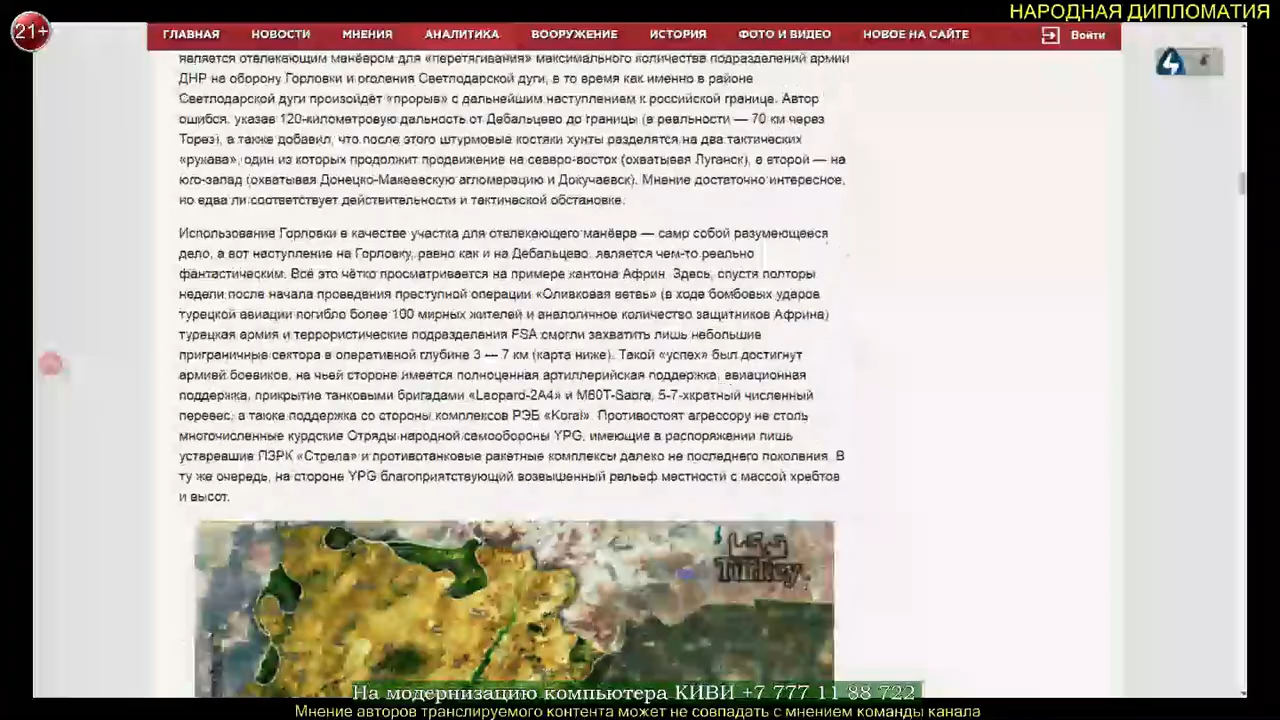 НАРОДНАЯ ДИПЛОМАТИЯ
21+
ГЛАВНАЯ НОВОСТИ МНЕНИЯ АНАЛИТИКА ВООРУЖЕНИЕ ИСТОРИЯ ФОТО И ВИДЕО НОВОЕ НА САЙТЕ Войти
является отвлекающим манёвром для «перетягивания» максимального количества подразделений армии
ДНР на оборону Горловки и оголения Светлодарской дуги, в то время как именно в районе
Светлодарской дуги произойдёт «прорыв» с дальнейшим наступлением к российской границе. Автор
ошибся, указав 120-километровую дальность от Дебальцево до границы (в реальности — 70 км через
Торез), а также добавил, что после этого штурмовые костяки хунты разделятся на два тактических
«рукава», один из которых продолжит продвижение на северо-восток (охватывая Луганск), а второй — на
юго-запад (охватывая Донецко-Макеевскую агломерацию и Докучаевск). Мнение достаточно интересное,
но едва ли соответствует действительности и тактической обстановке.
Использование Горловки в качестве участка для отвлекающего манёвра — само собой разумеющееся
дело, а вот наступление на Горловку, равно как и на Дебальцево, является чем-то реально
фантастическим. Всё это чётко просматривается на примере кантона Африн. Здесь, спустя полторы
недели после начала проведения преступной операции «Оливковая ветвь» (в ходе бомбовых ударов
турецкой авиации погибло более 100 мирных жителей и аналогичное количество защитников Африна)
турецкая армия и террористические подразделения FSA смогли захватить лишь небольшие
приграничные сектора в оперативной глубине 3 — 7 км (карта ниже). Такой «успех» был достигнут
армией боевиков, на чьей стороне имеется полноценная артиллерийская поддержка, авиационная
поддержка, прикрытие танковыми бригадами «Leopard-2A4» и M60T-Sabra, 5-7-хкратный численный
перевес, а также поддержка со стороны комплексов РЭБ «Koral». Противостоят агрессору не столь
многочисленные курдские Отряды народной самообороны YPG, имеющие в распоряжении лишь
устаревшие ПЗРК «Стрела» и противотанковые ракетные комплексы далеко не последнего поколения. В
ту же очередь, на стороне YPG благоприятствующий возвышенный рельеф местности с массой хребтов
и высот.
Turkey
На модернизацию компьютера КИВИ +7 777 11 88 722
Мнение авторов транслируемого контента может не совпадать с мнением команды канала